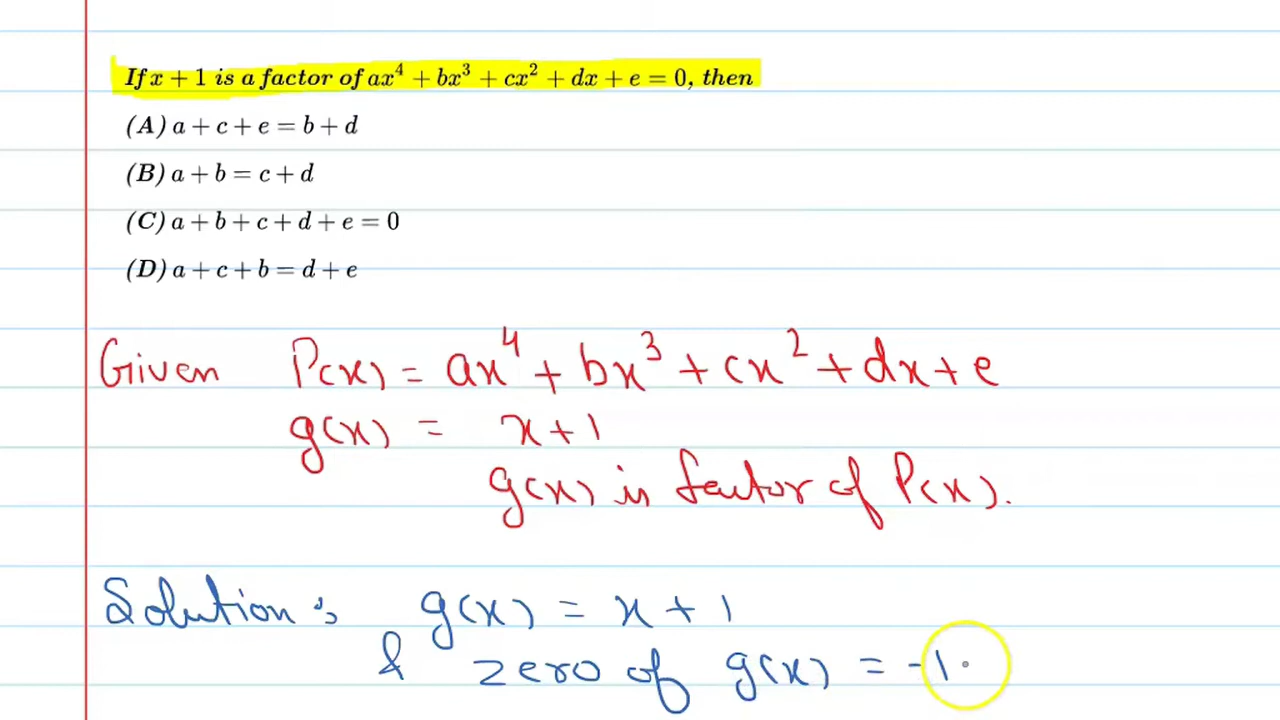 If x + 1 is a factor of ax⁴ + bx³ + cx² + dx + e = 0, then
(A) a + c + e = b + d
(B) a + b = c + d
(C) a + b + c + d + e = 0
(D) a + c + b = d + e
Given P(x) = ax⁴ + bx³ + cx² + dx + e
g(x) = x + 1
g(x) is factor of P(x).
Solution: g(x) = x + 1
& zero of g(x) = -1.